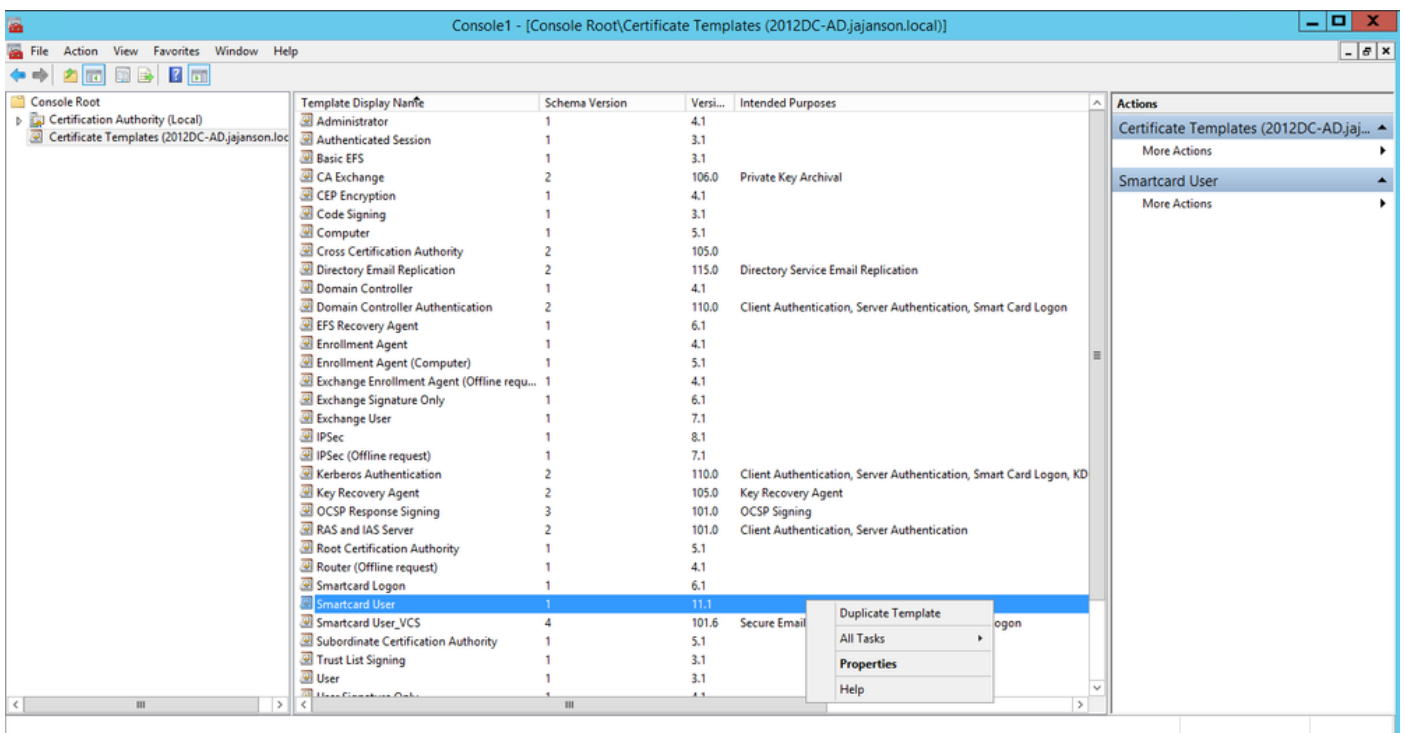 Console1 - [Console Root\Certificate Templates (2012DC-AD.jajanson.local)]
File Action View Favorites Window Help
Console Root
Certification Authority (Local)
Certificate Templates (2012DC-AD.jajanson.loc
Template Display Name Schema Version Versi... Intended Purposes
Administrator 1 4.1
Authenticated Session 1 3.1
Basic EFS 1 3.1
CA Exchange 2 106.0 Private Key Archival
CEP Encryption 1 4.1
Code Signing 1 3.1
Computer 1 5.1
Cross Certification Authority 2 105.0
Directory Email Replication 2 115.0 Directory Service Email Replication
Domain Controller 1 4.1
Domain Controller Authentication 2 110.0 Client Authentication, Server Authentication, Smart Card Logon
EFS Recovery Agent 1 6.1
Enrollment Agent 1 4.1
Enrollment Agent (Computer) 1 5.1
Exchange Enrollment Agent (Offline requ... 1 4.1
Exchange Signature Only 1 6.1
Exchange User 1 7.1
IPSec 1 8.1
IPSec (Offline request) 1 7.1
Kerberos Authentication 2 110.0 Client Authentication, Server Authentication, Smart Card Logon, KD
Key Recovery Agent 2 105.0 Key Recovery Agent
OCSP Response Signing 3 101.0 OCSP Signing
RAS and IAS Server 2 101.0 Client Authentication, Server Authentication
Root Certification Authority 1 5.1
Router (Offline request) 1 4.1
Smartcard Logon 1 6.1
Smartcard User 1 11.1
Smartcard User_VCS 4 101.6 Secure Email ogon
Subordinate Certification Authority 1 5.1
Trust List Signing 1 3.1
User 1 3.1
User Signature Only 1 4.1
Duplicate Template
All Tasks
Properties
Help
Actions
Certificate Templates (2012DC-AD.jaj...
More Actions
Smartcard User
More Actions